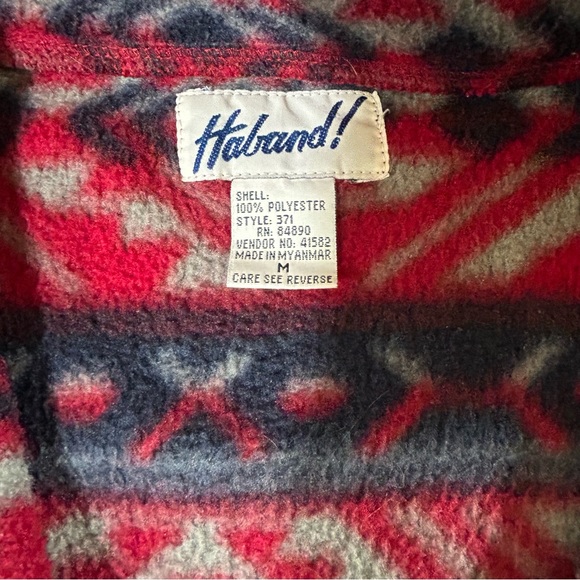 Haband!
SHELL:
100% POLYESTER
STYLE: 371
RN: 84890
VENDOR NO: 41582
MADE IN MYANMAR
M
CARE SEE REVERSE